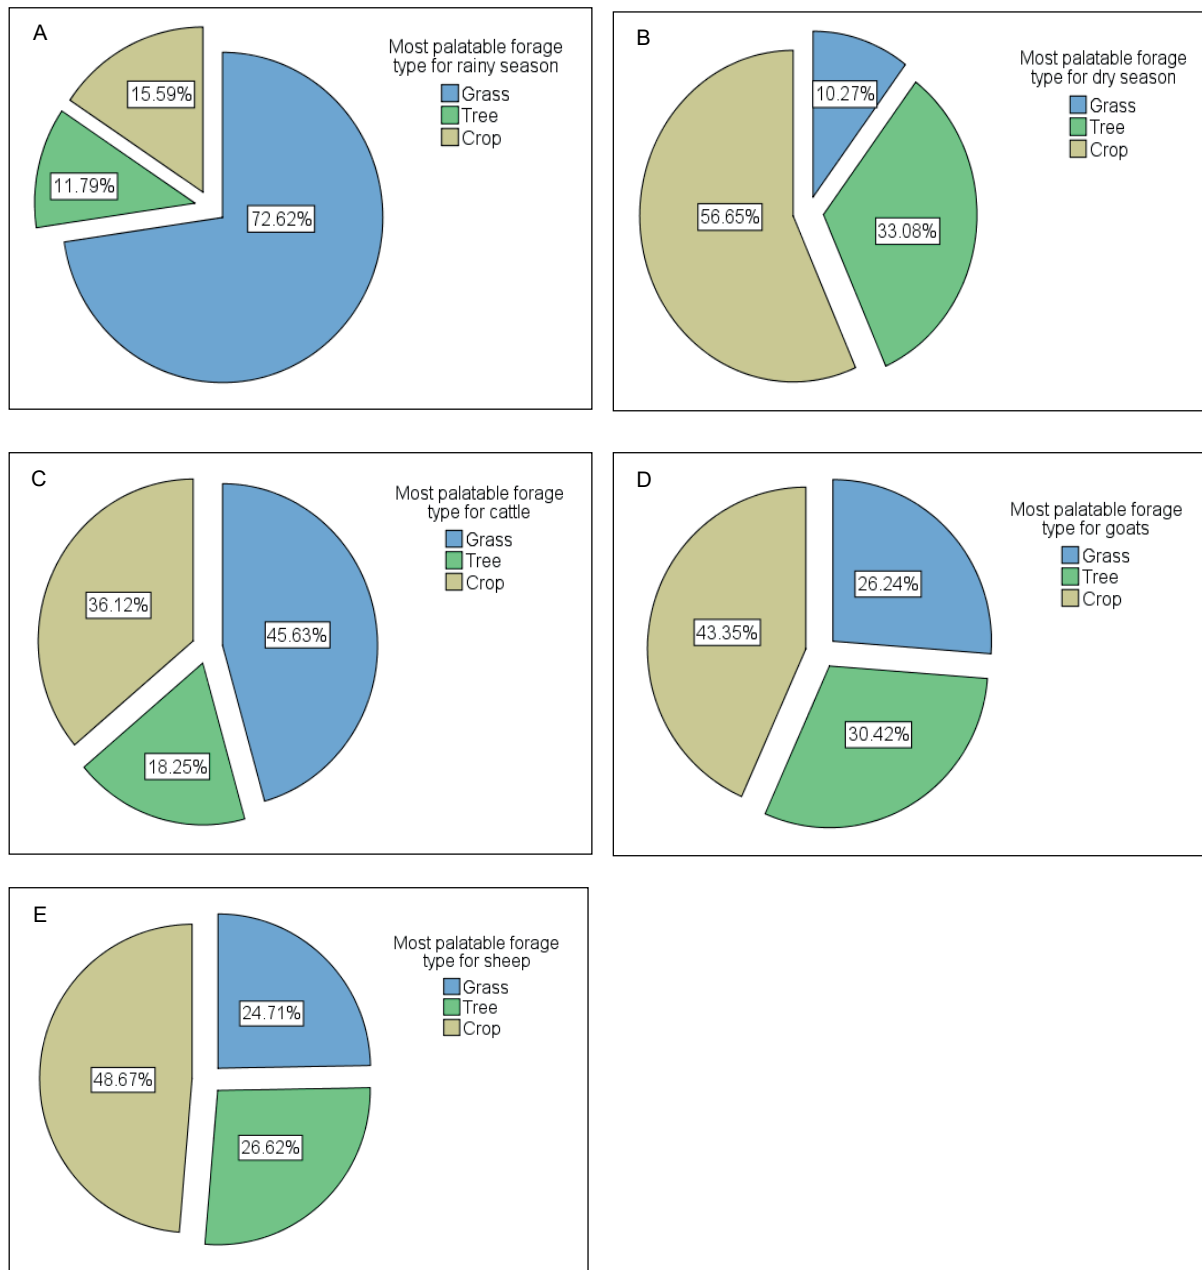 A
Most palatable forage
type for rainy season
Grass
Tree
Crop
15.59%
11.79%
72.62%
B
Most palatable forage
type for dry season
Grass
Tree
Crop
10.27%
56.65%
33.08%
C
Most palatable forage
type for cattle
Grass
Tree
Crop
36.12%
45.63%
18.25%
D
Most palatable forage
type for goats
Grass
Tree
Crop
26.24%
43.35%
30.42%
E
Most palatable forage
type for sheep
Grass
Tree
Crop
24.71%
48.67%
26.62%